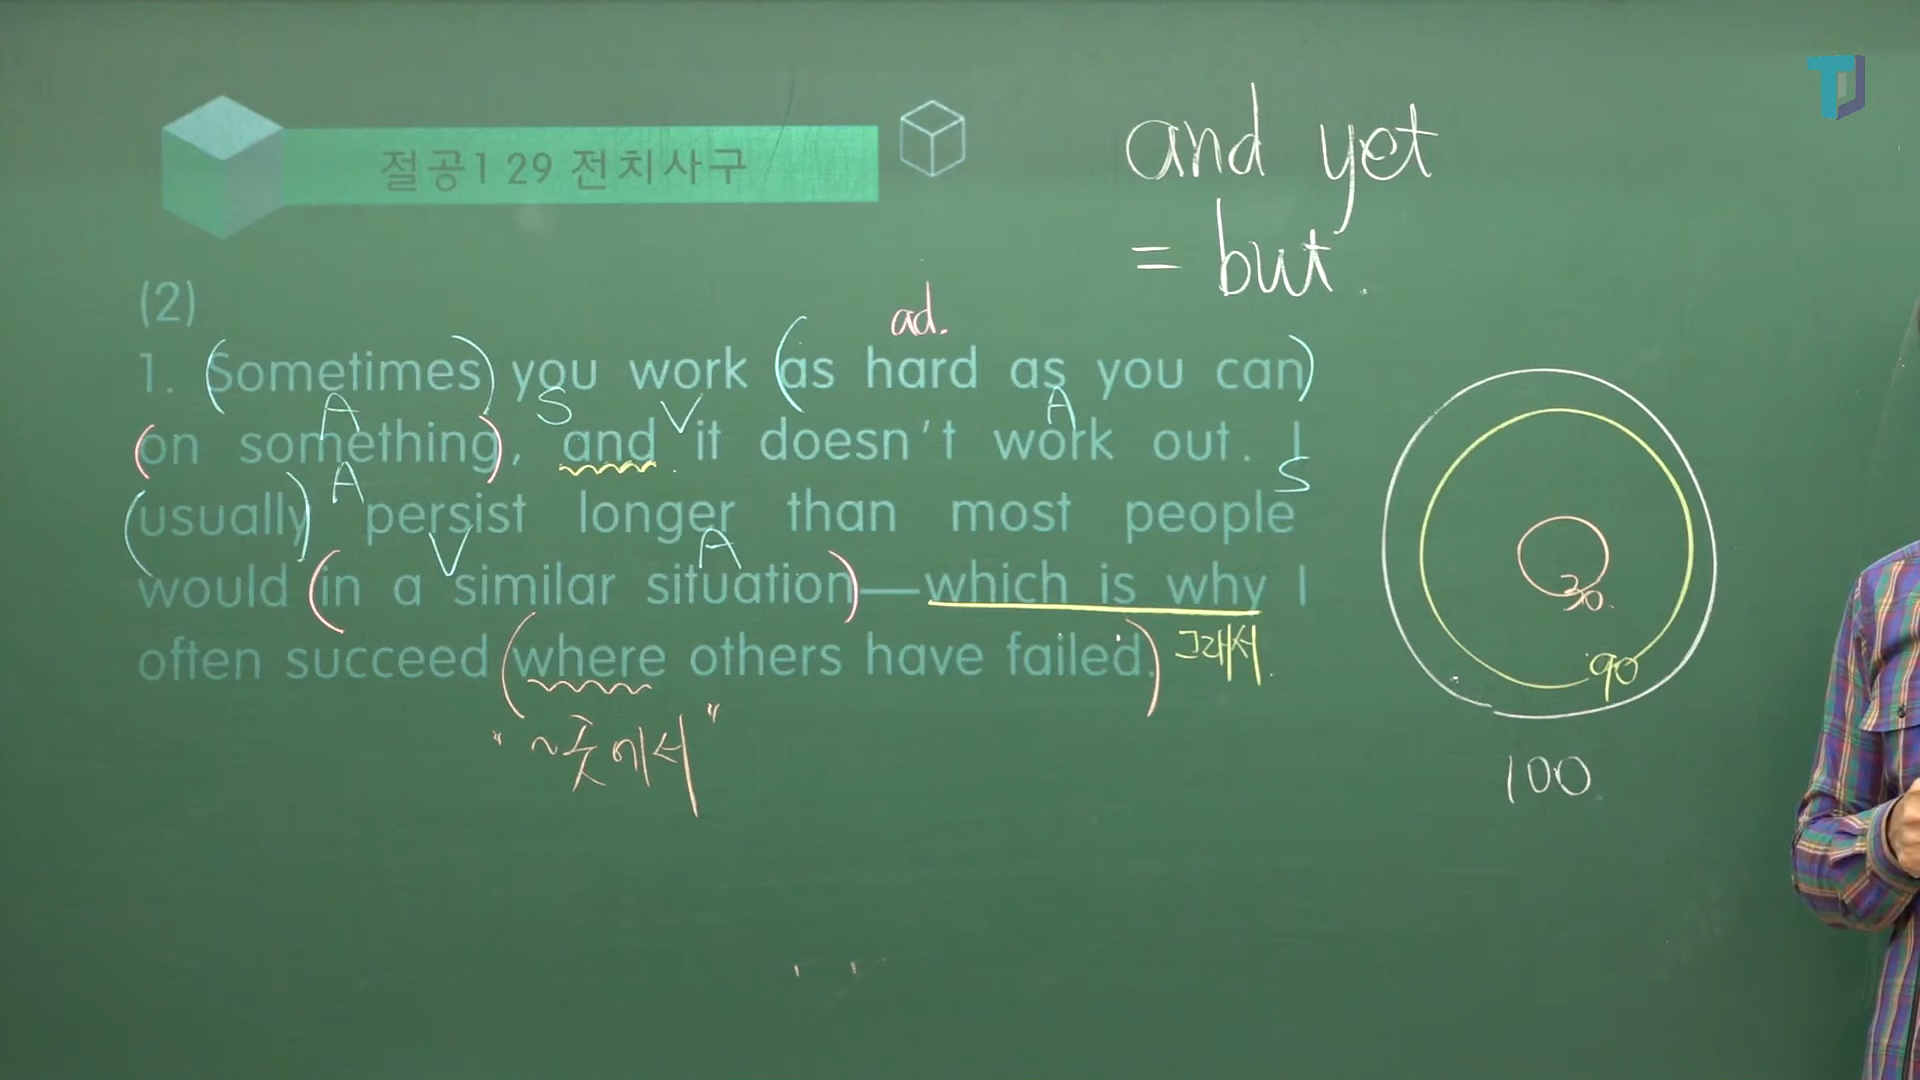 절공1 29 전치사구
and yet
= but.
(2)
ad.
1. (Sometimes) you work (as hard as you can)
A S V A
(on something), and it doesn't work out. I
A S
(usually) persist longer than most people
V A
would (in a similar situation)—which is why I
often succeed (where others have failed.) 그래서.
"~곳에서"
30.
90
100
TJ